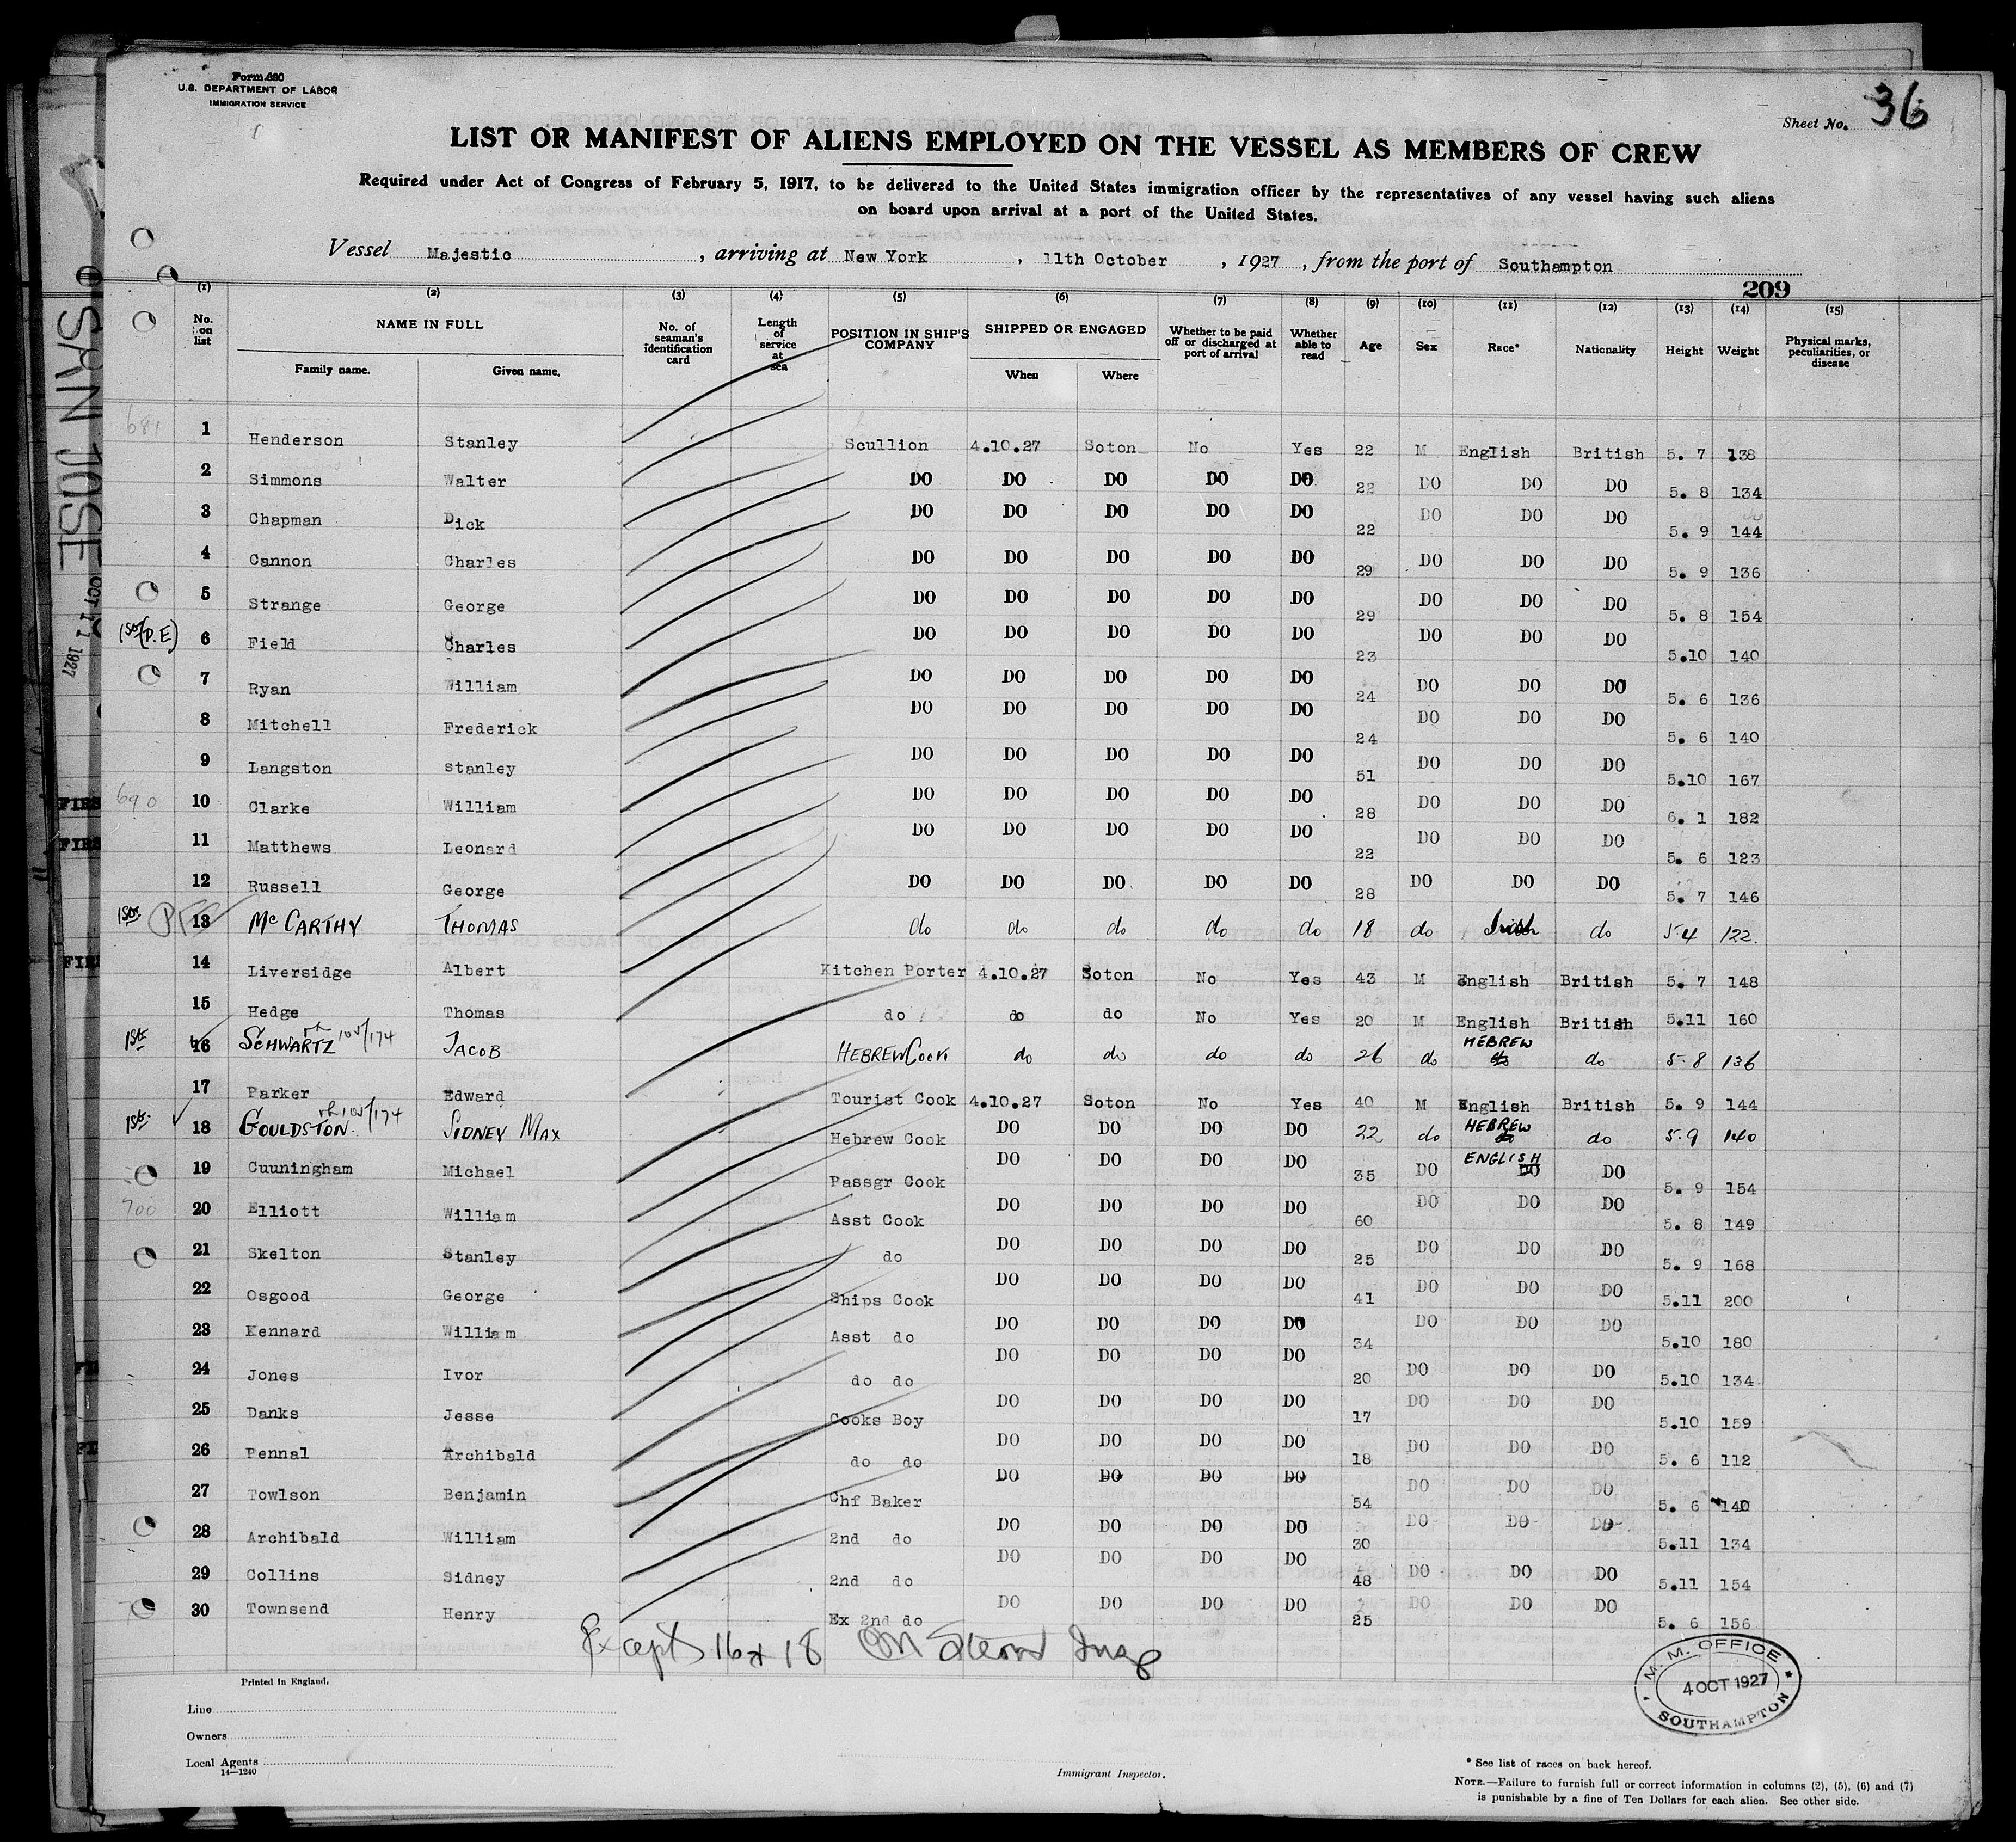 Form 680
U.S. DEPARTMENT OF LABOR
IMMIGRATION SERVICE
Sheet No. 36
LIST OR MANIFEST OF ALIENS EMPLOYED ON THE VESSEL AS MEMBERS OF CREW
Required under Act of Congress of February 5, 1917, to be delivered to the United States immigration officer by the representatives of any vessel having such aliens
on board upon arrival at a port of the United States.
Vessel Majestic, arriving at New York, 11th October, 1927, from the port of Southampton
209
(1) (2) (3) (4) (5) (6) (7) (8) (9) (10) (11) (12) (13) (14) (15)
No. on list NAME IN FULL Family name. Given name. No. of seaman's identification card Length of service at sea POSITION IN SHIP'S COMPANY SHIPPED OR ENGAGED When Where Whether to be paid off or discharged at port of arrival Whether able to read Age Sex Race* Nationality Height Weight Physical marks, peculiarities, or disease
681 1 Henderson Stanley Scullion 4.10.27 Soton No Yes 22 M English British 5. 7 138
2 Simmons Walter DO DO DO DO DO 22 DO DO DO 5. 8 134
3 Chapman Dick DO DO DO DO DO 22 DO DO DO 5. 9 144
4 Cannon Charles DO DO DO DO DO 29 DO DO DO 5. 9 136
5 Strange George DO DO DO DO DO 29 DO DO DO 5. 8 154
1st (P.E) 6 Field Charles DO DO DO DO DO 23 DO DO DO 5.10 140
7 Ryan William DO DO DO DO DO 24 DO DO DO 5. 6 136
8 Mitchell Frederick DO DO DO DO DO 24 DO DO DO 5. 6 140
9 Langston stanley DO DO DO DO DO 51 DO DO DO 5.10 167
690 10 Clarke William DO DO DO DO DO 28 DO DO DO 6. 1 182
11 Matthews Leonard DO DO DO DO DO 22 DO DO DO 5. 6 123
12 Russell George DO DO DO DO DO 28 DO DO DO 5. 7 146
1st 13 McCARTHY THOMAS do do do do do 18 do Irish do 5-4 122.
14 Liversidge Albert Kitchen Porter 4.10.27 Soton No Yes 43 M English British 5. 7 148
15 Hedge Thomas do do do No Yes 20 M English British 5.11 160
1st 16 SCHWARTZ 105/174 JACOB HEBREW COOK do do do do 26 do HEBREW do 5-8 136
17 Parker Edward Tourist Cook 4.10.27 Soton No Yes 40 M English British 5. 9 144
1st 18 GOULDSTON. 105/174 SIDNEY MAX Hebrew Cook DO DO DO DO 22 do HEBREW do 5-9 140
19 Cuuningham Michael Passgr Cook DO DO DO DO 35 DO ENGLISH DO 5. 9 154
700 20 Elliott William Asst Cook DO DO DO DO 60 DO DO DO 5. 8 149
21 Skelton Stanley do DO DO DO DO 25 DO DO DO 5. 9 168
22 Osgood George Ships Cook DO DO DO DO 41 DO DO DO 5.11 200
23 Kennard William Asst do DO DO DO DO 34 DO DO DO 5.10 180
24 Jones Ivor do do DO DO DO DO 20 DO DO DO 5.10 134
25 Danks Jesse Cooks Boy DO DO DO DO 17 DO DO DO 5.10 159
26 Pennal Archibald do do DO DO DO DO 18 DO DO DO 5. 6 112
27 Towlson Benjamin Chf Baker DO DO DO DO 54 DO DO DO 5. 6 140
28 Archibald William 2nd do DO DO DO DO 30 DO DO DO 5.11 134
29 Collins Sidney 2nd do DO DO DO DO 48 DO DO DO 5.11 154
30 Townsend Henry Ex 2nd do DO DO DO DO 25 DO DO DO 5. 6 156
Except 16 + 18
M. M. OFFICE
4 OCT 1927
SOUTHAMPTON
Printed in England.
Line
Owners
Local Agents
14—1240
Immigrant Inspector.
* See list of races on back hereof.
NOTE.—Failure to furnish full or correct information in columns (2), (5), (6) and (7)
is punishable by a fine of Ten Dollars for each alien. See other side.
SAN JOSE
OCT 11 1927